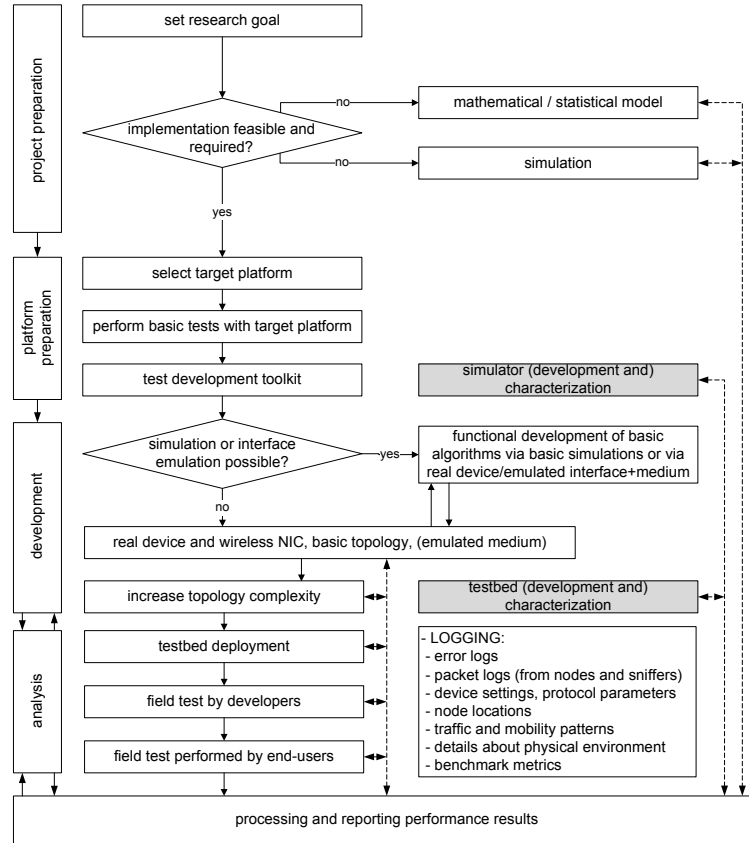 set research goal
project preparation
implementation feasible and
required?
no
mathematical / statistical model
no
simulation
yes
platform
preparation
select target platform
perform basic tests with target platform
test development toolkit
simulator (development and)
characterization
development
simulation or interface
emulation possible?
yes
functional development of basic
algorithms via basic simulations or via
real device/emulated interface+medium
no
real device and wireless NIC, basic topology, (emulated medium)
increase topology complexity
testbed (development and)
characterization
analysis
testbed deployment
field test by developers
field test performed by end-users
- LOGGING:
- error logs
- packet logs (from nodes and sniffers)
- device settings, protocol parameters
- node locations
- traffic and mobility patterns
- details about physical environment
- benchmark metrics
processing and reporting performance results